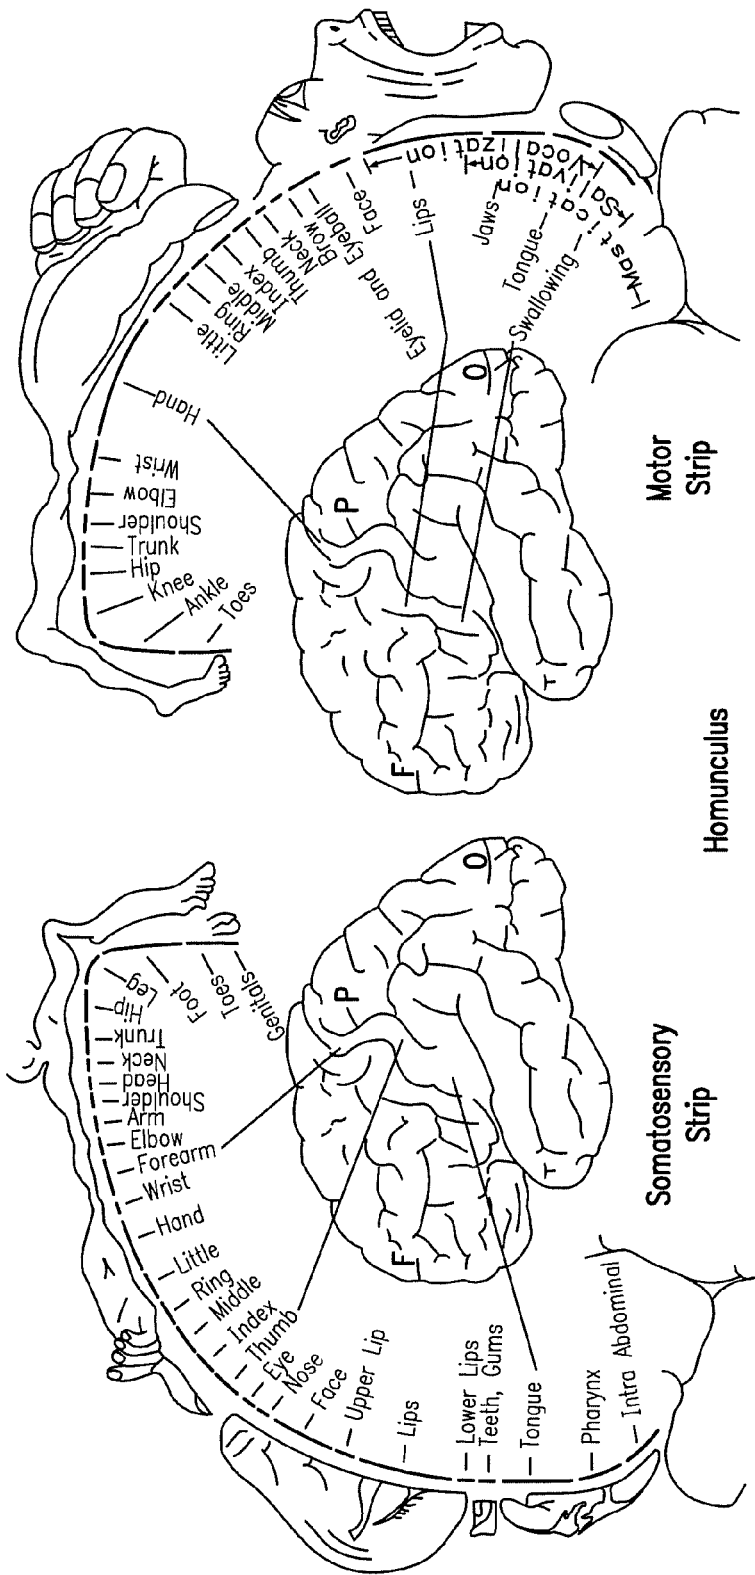 Genitals
Toes
Foot
Leg
Hip
Trunk
Neck
Head
Shoulder
Arm
Elbow
Forearm
Wrist
Hand
Little
Ring
Middle
Index
Thumb
Eye
Nose
Face
Upper Lip
Lips
Lower Lips
Teeth, Gums
Tongue
Pharynx
Intra Abdominal
F
P
O
T
Somatosensory
Strip
Toes
Ankle
Knee
Hip
Trunk
Shoulder
Elbow
Wrist
Hand
Little
Ring
Middle
Index
Thumb
Neck
Brow
Eyelid and Eyeball
Face
Lips
Jaws
Tongue
Swallowing
Vocalization
Salivation
Mastication
F
P
O
T
Motor
Strip
Homunculus